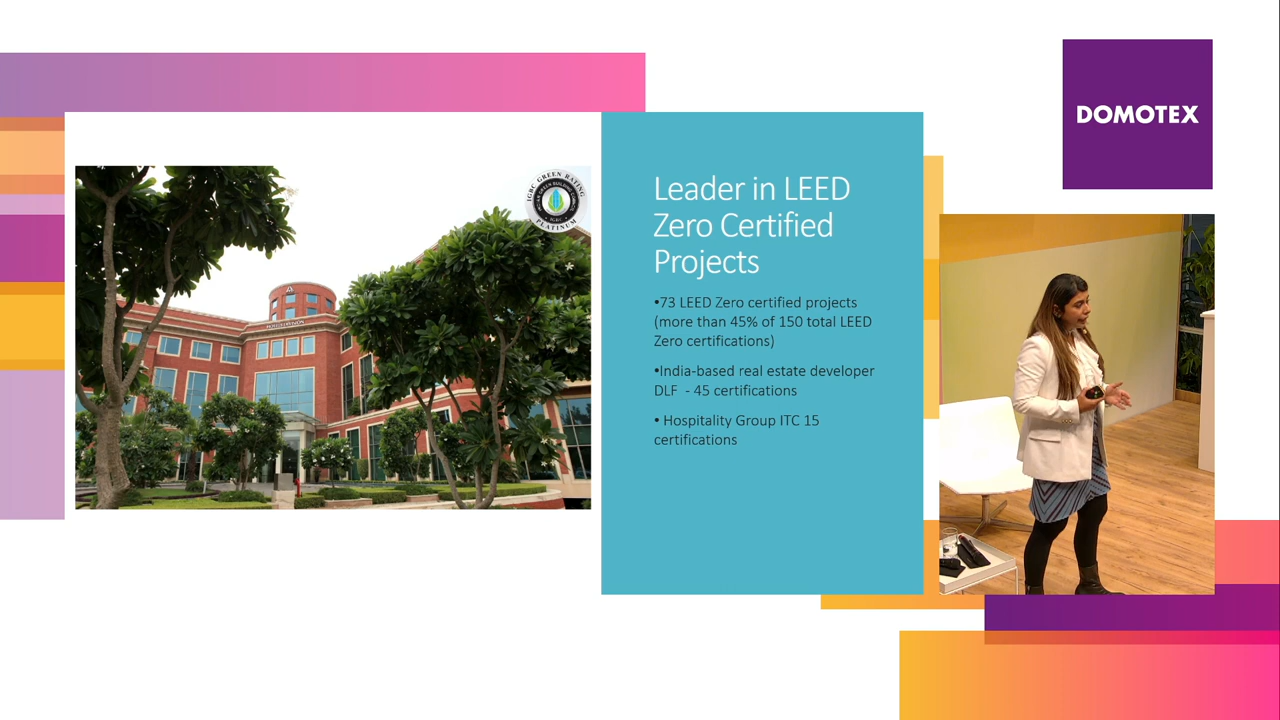 DOMOTEX
IGBC GREEN RATING
IGBC
PLATINUM
Leader in LEED
Zero Certified
Projects
•73 LEED Zero certified projects
(more than 45% of 150 total LEED
Zero certifications)
•India-based real estate developer
DLF - 45 certifications
• Hospitality Group ITC 15
certifications